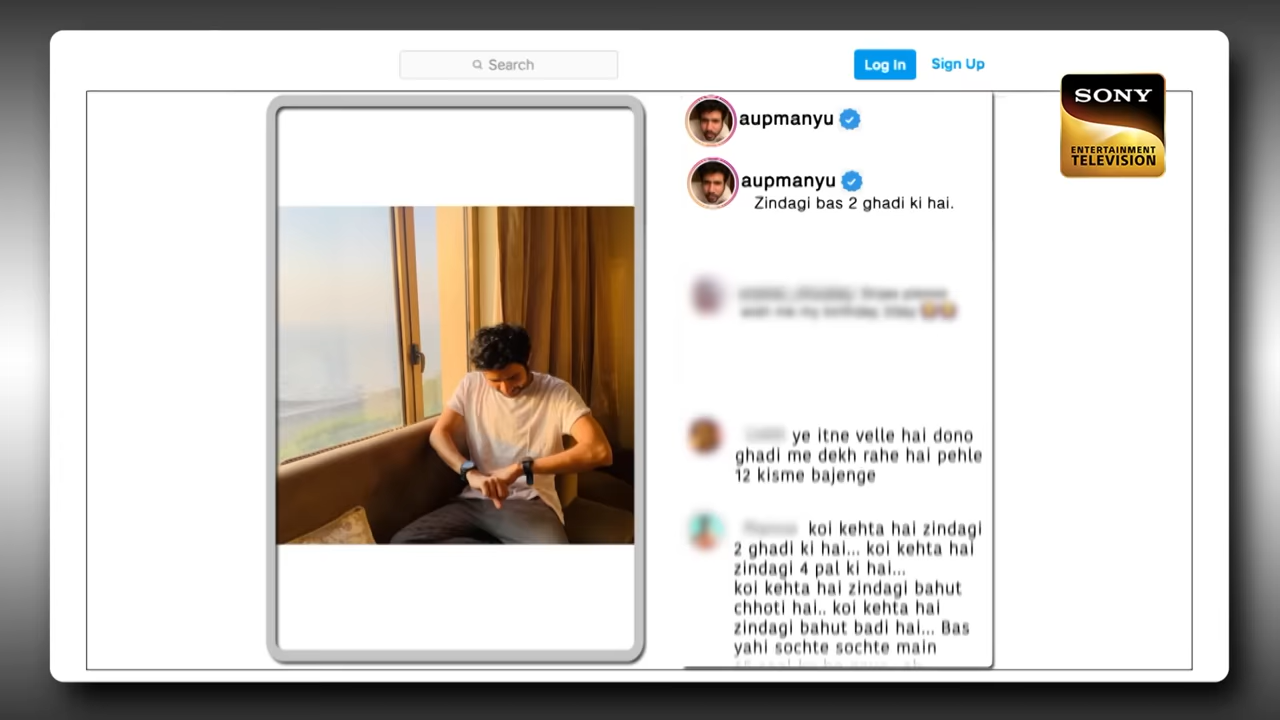 Search
Log In
Sign Up
SONY
ENTERTAINMENT
TELEVISION
aupmanyu
aupmanyu
Zindagi bas 2 ghadi ki hai.
ye itne velle hai dono
ghadi me dekh rahe hai pehle
12 kisme bajenge
koi kehta hai zindagi
2 ghadi ki hai... koi kehta hai
zindagi 4 pal ki hai...
koi kehta hai zindagi bahut
chhoti hai.. koi kehta hai
zindagi bahut badi hai... Bas
yahi sochte sochte main